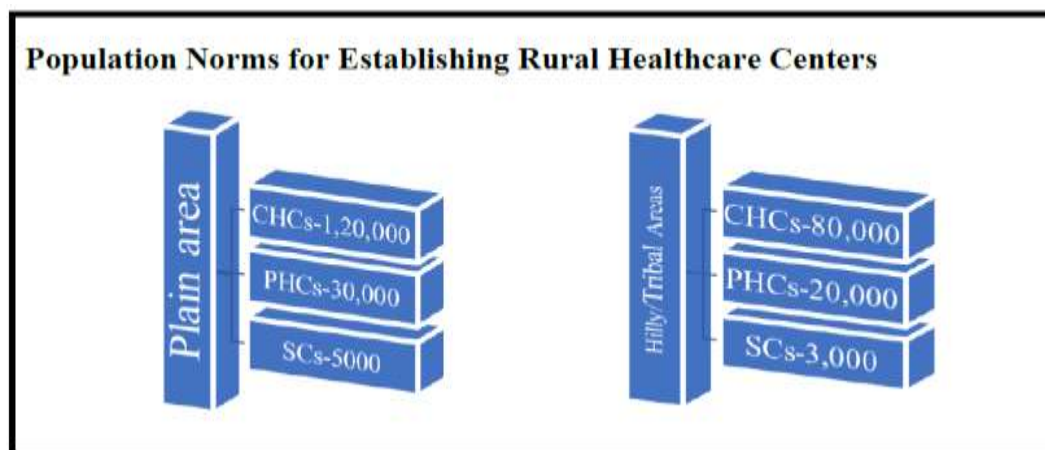 Population Norms for Establishing Rural Healthcare Centers
Plain area
CHCs-1,20,000
PHCs-30,000
SCs-5000
Hilly/Tribal Areas
CHCs-80,000
PHCs-20,000
SCs-3,000